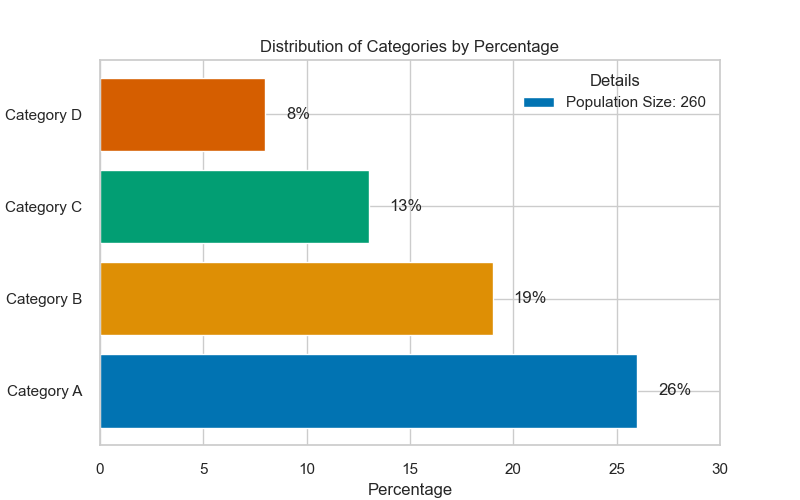 Distribution of Categories by Percentage
Details
Population Size: 260
Category D
8%
Category C
13%
Category B
19%
Category A
26%
0 5 10 15 20 25 30
Percentage